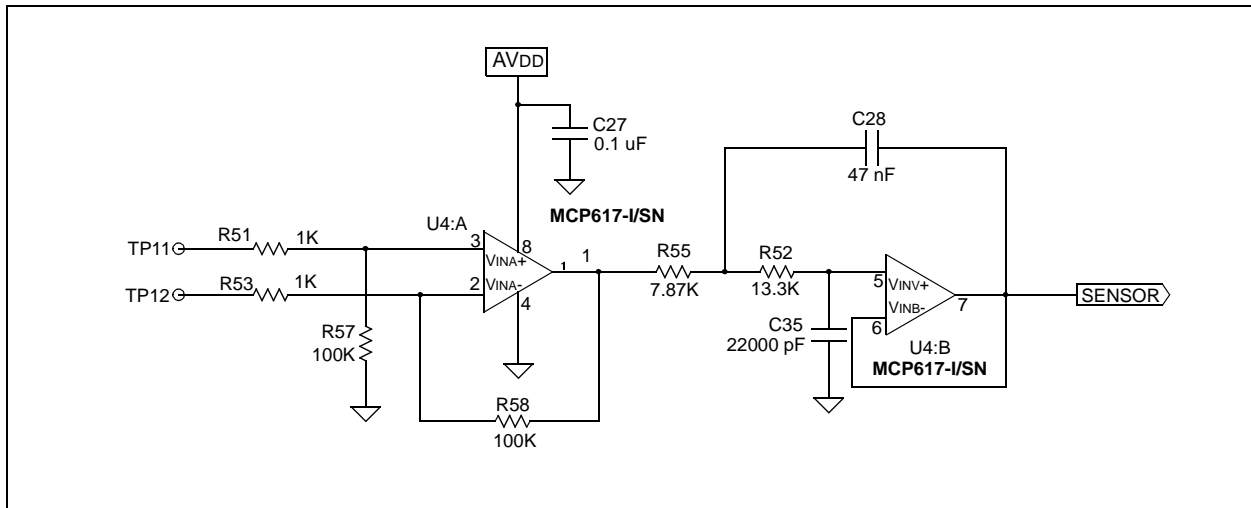 AVDD
C27
0.1 uF
C28
47 nF
MCP617-I/SN
U4:A
R51
1K
TP11
3
8
VINA+
R55
7.87K
R52
13.3K
1
1
5
VINV+
R53
1K
TP12
2
VINA-
4
7
SENSOR
VINB-
6
R57
100K
C35
22000 pF
U4:B
MCP617-I/SN
R58
100K